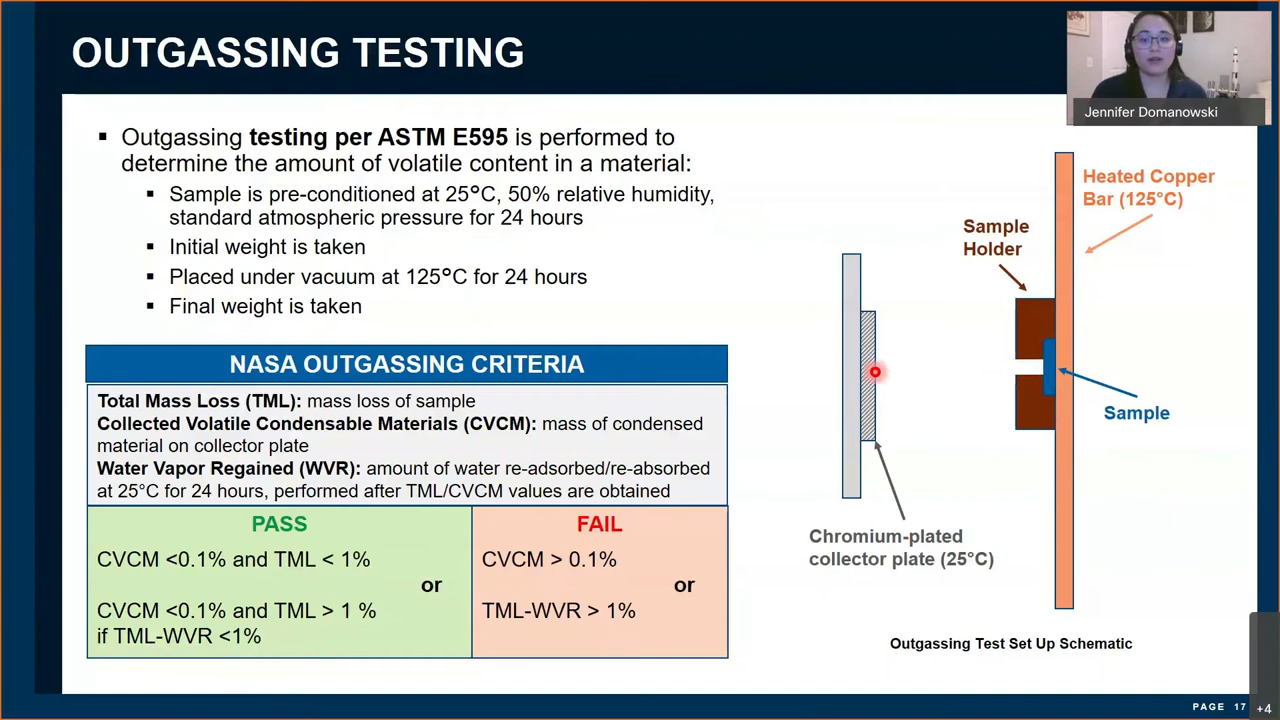 OUTGASSING TESTING
Jennifer Domanowski
▪ Outgassing testing per ASTM E595 is performed to
determine the amount of volatile content in a material:
▪ Sample is pre-conditioned at 25°C, 50% relative humidity,
standard atmospheric pressure for 24 hours
▪ Initial weight is taken
▪ Placed under vacuum at 125°C for 24 hours
▪ Final weight is taken
NASA OUTGASSING CRITERIA
Total Mass Loss (TML): mass loss of sample
Collected Volatile Condensable Materials (CVCM): mass of condensed
material on collector plate
Water Vapor Regained (WVR): amount of water re-adsorbed/re-absorbed
at 25°C for 24 hours, performed after TML/CVCM values are obtained
PASS
CVCM <0.1% and TML < 1%
or
CVCM <0.1% and TML > 1 %
if TML-WVR <1%
FAIL
CVCM > 0.1%
or
TML-WVR > 1%
Heated Copper
Bar (125°C)
Sample
Holder
Sample
Chromium-plated
collector plate (25°C)
Outgassing Test Set Up Schematic
PAGE 17
+4